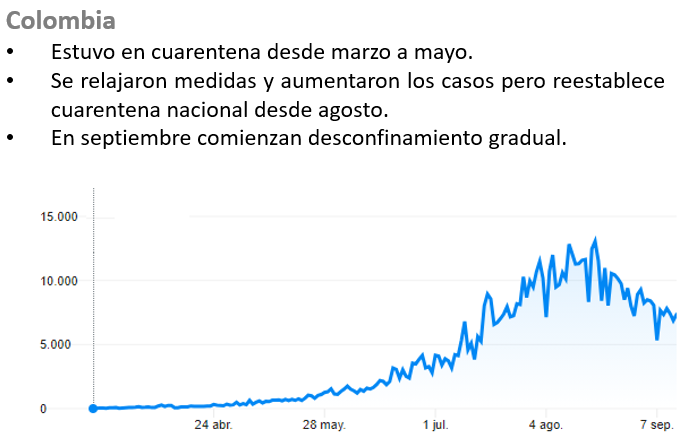 Colombia
• Estuvo en cuarentena desde marzo a mayo.
• Se relajaron medidas y aumentaron los casos pero reestablece
cuarentena nacional desde agosto.
• En septiembre comienzan desconfinamiento gradual.
15.000
10.000
5.000
0
24 abr.
28 may.
1 jul.
4 ago.
7 sep.